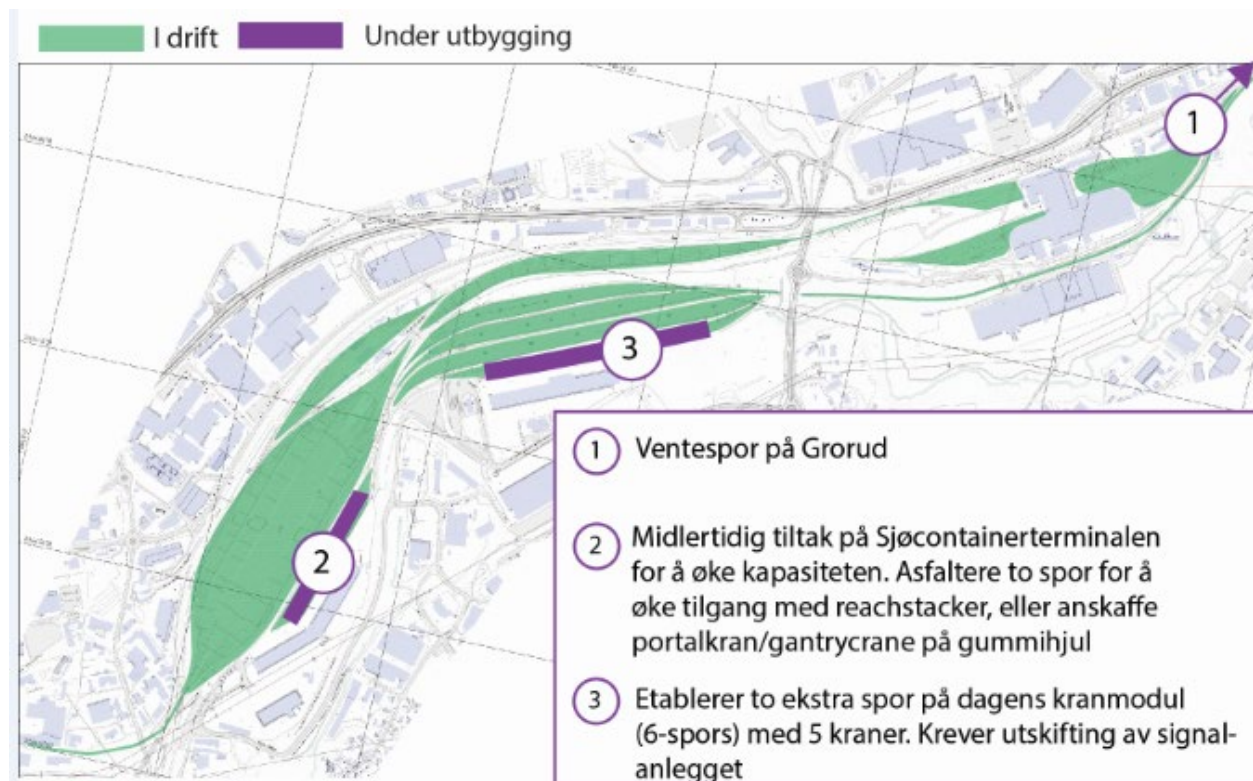 I drift
Under utbygging
1
3
2
1 Ventespor på Grorud
2 Midlertidig tiltak på Sjøcontainerterminalen
for å øke kapasiteten. Asfaltere to spor for å
øke tilgang med reachstacker, eller anskaffe
portalkran/gantrycrane på gummihjul
3 Etablerer to ekstra spor på dagens kranmodul
(6-spors) med 5 kraner. Krever utskifting av signal-
anlegget